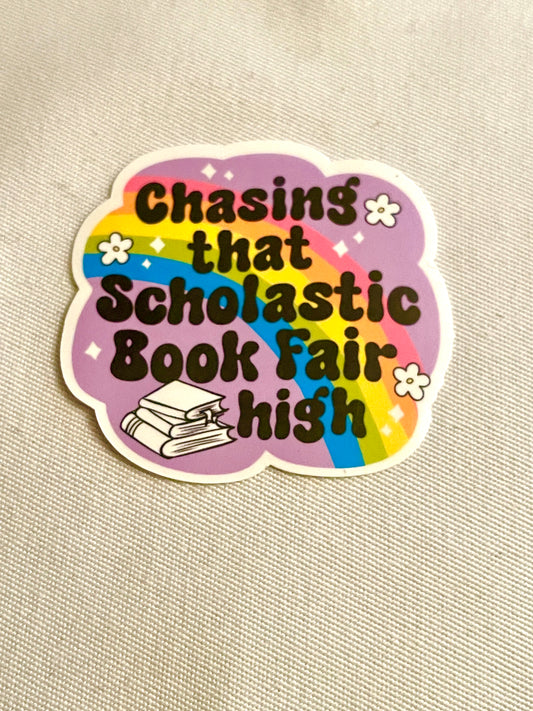 Chasing
that
Scholastic
Book Fair
high